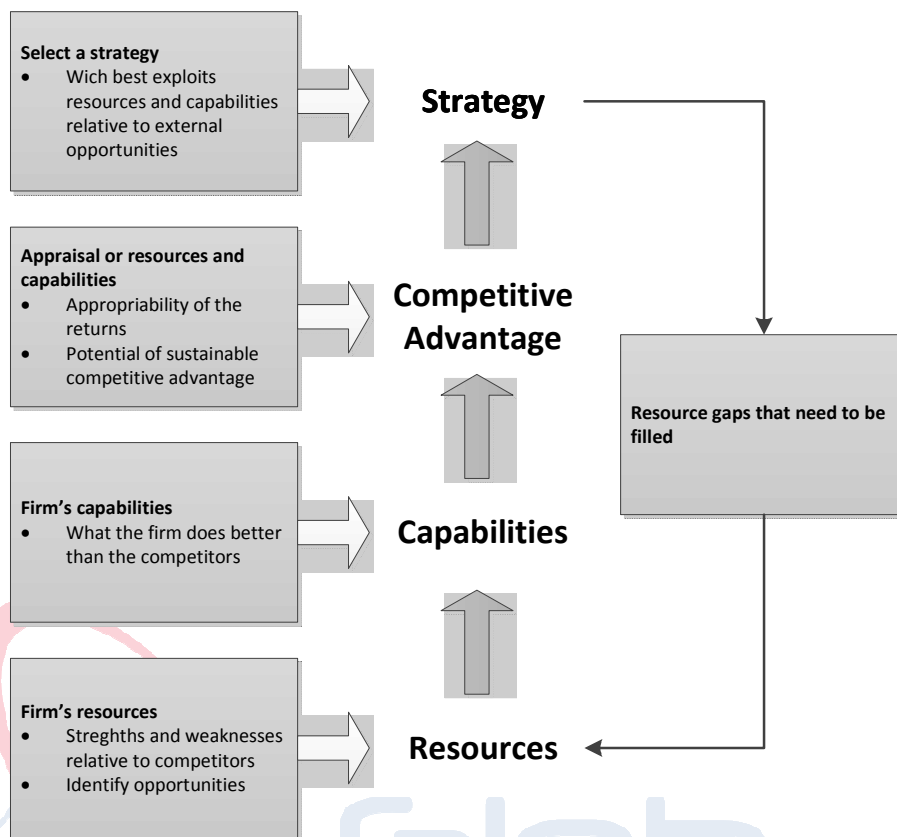 Select a strategy
• Wich best exploits
resources and capabilities
relative to external
opportunities
Strategy
Appraisal or resources and
capabilities
• Appropriability of the
returns
• Potential of sustainable
competitive advantage
Competitive
Advantage
Resource gaps that need to be
filled
Firm's capabilities
• What the firm does better
than the competitors
Capabilities
Firm's resources
• Streghths and weaknesses
relative to competitors
• Identify opportunities
Resources